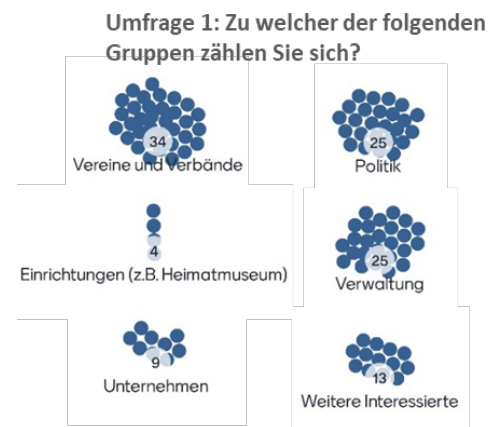 Umfrage 1: Zu welcher der folgenden
Gruppen zählen Sie sich?
34
Vereine und Verbände
25
Politik
4
Einrichtungen (z.B. Heimatmuseum)
25
Verwaltung
9
Unternehmen
13
Weitere Interessierte